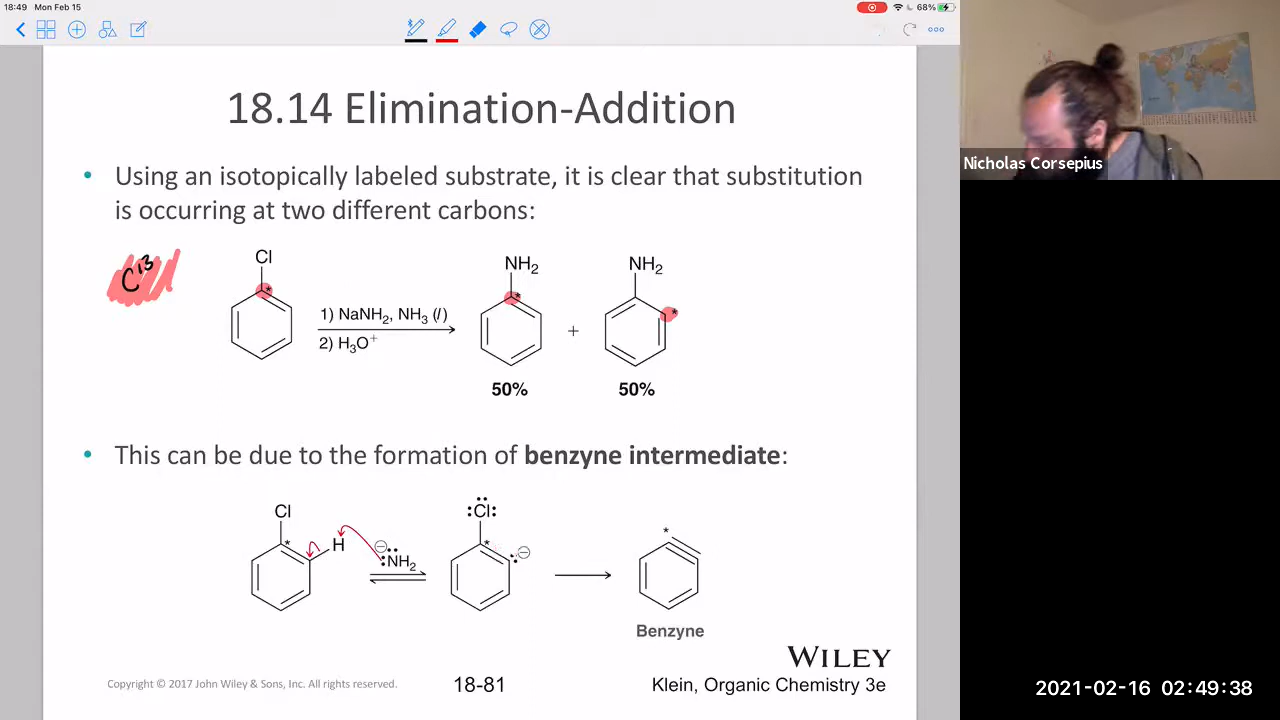 18:49 Mon Feb 15
68%
18.14 Elimination-Addition
• Using an isotopically labeled substrate, it is clear that substitution
is occurring at two different carbons:
C13
Cl
*
1) NaNH2, NH3 (l)
2) H3O+
NH2
*
50%
+
NH2
*
50%
• This can be due to the formation of benzyne intermediate:
Cl
*
H
⊖
:NH2
:Cl:
*
⊖
*
Benzyne
WILEY
Copyright © 2017 John Wiley & Sons, Inc. All rights reserved.
18-81
Klein, Organic Chemistry 3e
Nicholas Corsepius
2021-02-16 02:49:38